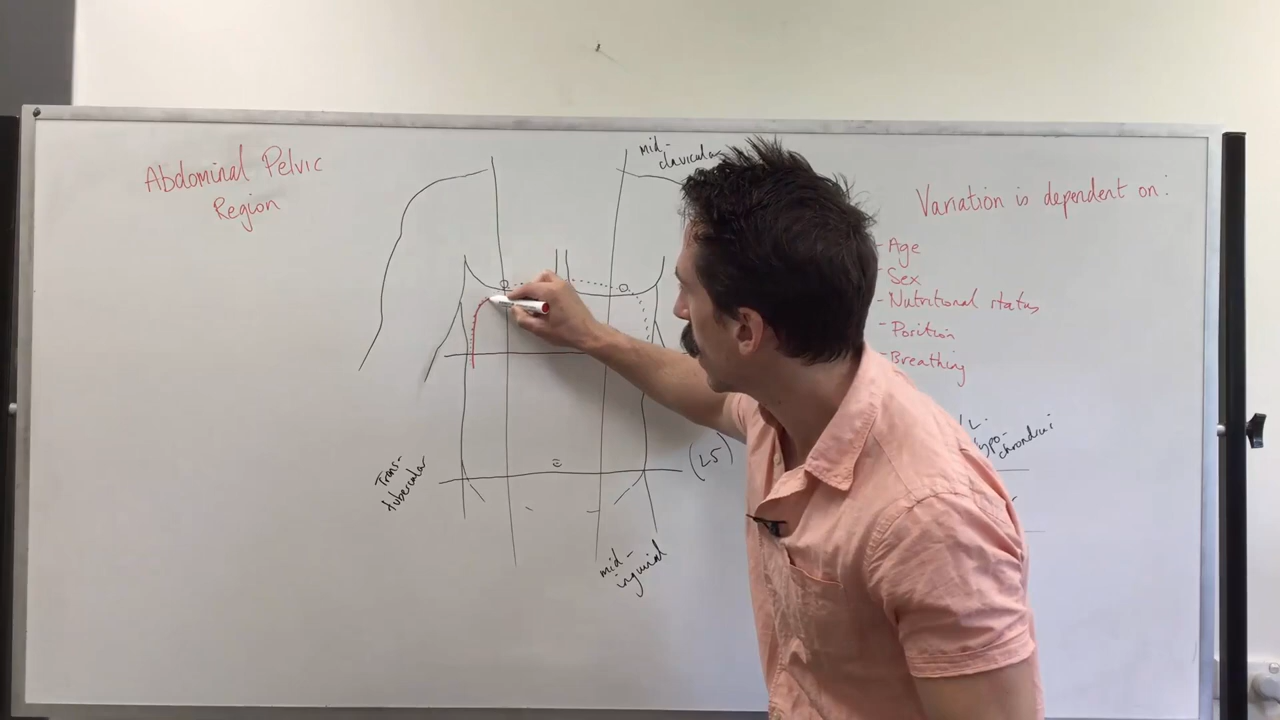 Abdominal Pelvic
Region
mid-
clavicular
Variation is dependent on:
- Age
- Sex
- Nutritional status
- Position
- Breathing
L.
hypo-
chrondrini
Trans-
tubercular
(L5)
mid-
inguinal